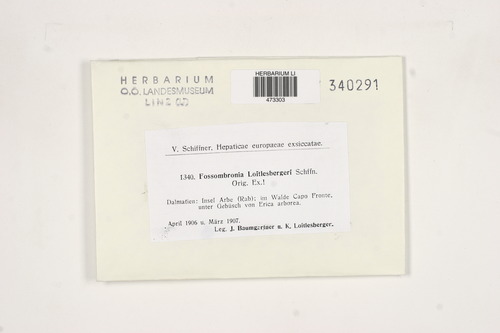 HERBARIUM
O.Ö. LANDESMUSEUM
LINZ
HERBARIUM LI
473303
340291
V. Schiffner, Hepaticae europaeae exsiccatae.
1340. Fossombronia Loitlesbergeri Schffn.
Orig. Ex.!
Dalmatien: Insel Arbe (Rab); im Walde Capo Fronte,
unter Gebüsch von Erica arborea.
April 1906 u. März 1907.
Leg. J. Baumgartner u. K. Loitlesberger.